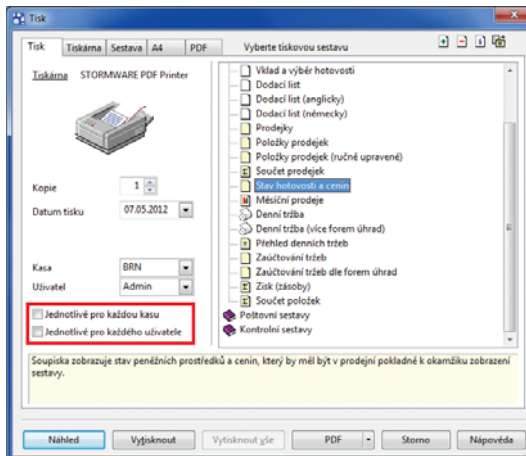 Tisk
Tisk Tiskárna Sestava A4 PDF
Vyberte tiskovou sestavu
Tiskárna STORMWARE PDF Printer
Kopie 1
Datum tisku 07.05.2012
Kasa BRN
Uživatel Admin
Jednotlivé pro každou kasu
Jednotlivé pro každého uživatele
Vklad a výběr hotovosti
Dodací list
Dodací list (anglicky)
Dodací list (německy)
Prodejky
Položky prodejek
Položky prodejek (ručně upravené)
Součet prodejek
Stav hotovosti a cenin
Měsíční prodeje
Denní tržba
Denní tržba (více forem úhrad)
Přehled denních tržeb
Zaúčtování tržeb
Zaúčtování tržeb dle forem úhrad
Zisk (zásoby)
Součet položek
Poštovní sestavy
Kontrolní sestavy
Soupiska zobrazuje stav peněžních prostředků a cenin, který by měl být v prodejní pokladně k okamžiku zobrazení
sestavy.
Náhled Vytisknout Vytisknout vše PDF Storno Nápověda